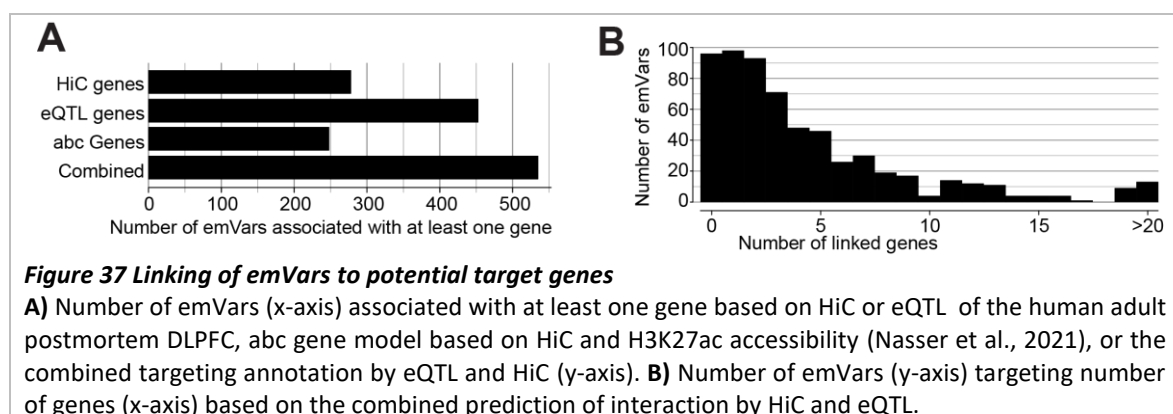 A
HiC genes
eQTL genes
abc Genes
Combined
0 100 200 300 400 500
Number of emVars associated with at least one gene
B
Number of emVars
100
80
60
40
20
0
0 5 10 15 >20
Number of linked genes
Figure 37 Linking of emVars to potential target genes
A) Number of emVars (x-axis) associated with at least one gene based on HiC or eQTL of the human adult
postmortem DLPFC, abc gene model based on HiC and H3K27ac accessibility (Nasser et al., 2021), or the
combined targeting annotation by eQTL and HiC (y-axis). B) Number of emVars (y-axis) targeting number
of genes (x-axis) based on the combined prediction of interaction by HiC and eQTL.